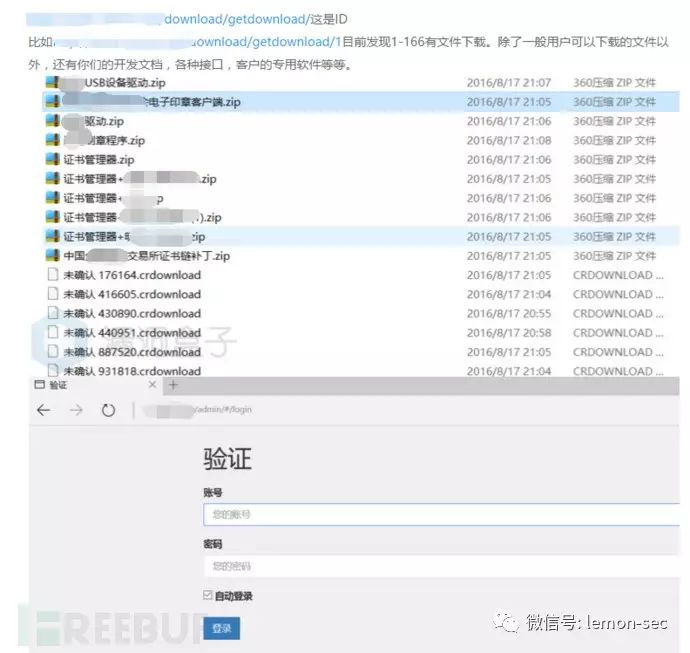 download/getdownload/这是ID
比如 download/getdownload/1目前发现1-166有文件下载。除了一般用户可以下载的文件以
外，还有你们的开发文档，各种接口，客户的专用软件等等。
USB设备驱动.zip 2016/8/17 21:07 360压缩 ZIP 文件
电子印章客户端.zip 2016/8/17 21:05 360压缩 ZIP 文件
驱动.zip 2016/8/17 21:06 360压缩 ZIP 文件
制章程序.zip 2016/8/17 21:08 360压缩 ZIP 文件
证书管理器.zip 2016/8/17 21:06 360压缩 ZIP 文件
证书管理器+ .zip 2016/8/17 21:05 360压缩 ZIP 文件
证书管理器+ p 2016/8/17 21:06 360压缩 ZIP 文件
证书管理器- ).zip 2016/8/17 21:06 360压缩 ZIP 文件
证书管理器+ zip 2016/8/17 21:05 360压缩 ZIP 文件
中国 交易所证书链补丁.zip 2016/8/17 21:05 360压缩 ZIP 文件
未确认 176164.crdownload 2016/8/17 21:05 CRDOWNLOAD ...
未确认 416605.crdownload 2016/8/17 21:04 CRDOWNLOAD ...
未确认 430890.crdownload 2016/8/17 20:55 CRDOWNLOAD ...
未确认 440951.crdownload 2016/8/17 20:58 CRDOWNLOAD ...
未确认 887520.crdownload 2016/8/17 21:05 CRDOWNLOAD ...
未确认 931818.crdownload 2016/8/17 21:04 CRDOWNLOAD ...
漏洞盒子
验证
/admin/#/login
验证
账号
您的账号
密码
您的密码
自动登录
登录
FREEBUF
微信号: lemon-sec